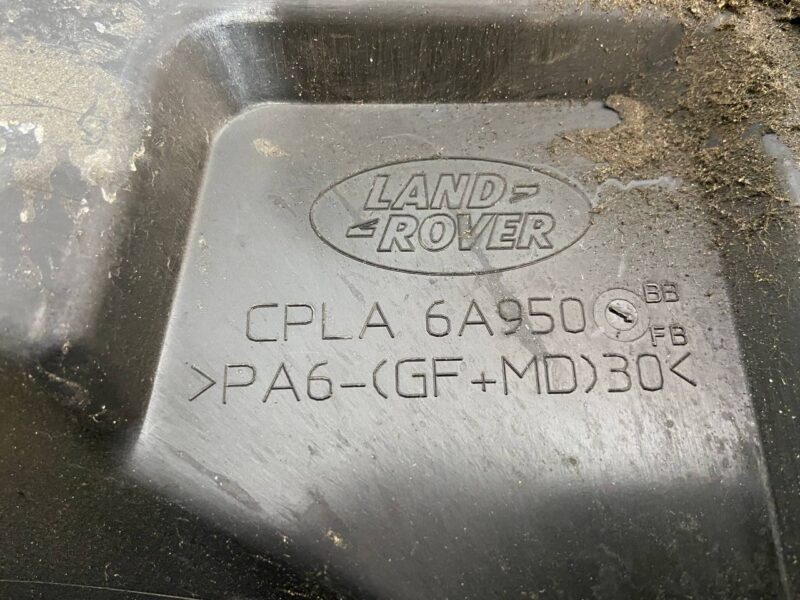 LAND-
-ROVER
CPLA 6A950 BB
FB
>PA6-(GF+MD)30<